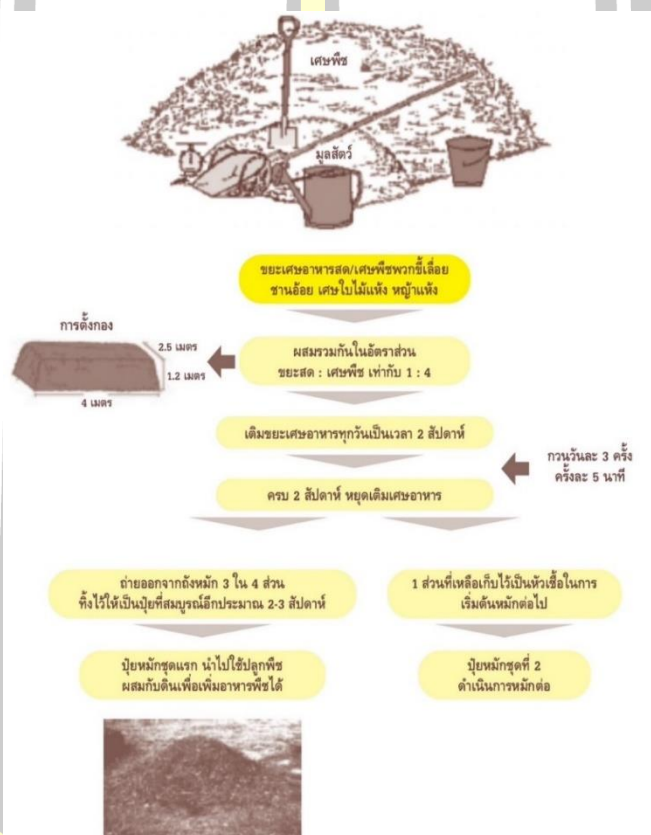 เศษพืช
มูลสัตว์
ขยะเศษอาหารสด/เศษพืชพวกขี้เลื่อย
ชานอ้อย เศษใบไม้แห้ง หญ้าแห้ง
การตั้งกอง
2.5 เมตร
1.2 เมตร
4 เมตร
ผสมรวมกันในอัตราส่วน
ขยะสด : เศษพืช เท่ากับ 1 : 4
เติมขยะเศษอาหารทุกวันเป็นเวลา 2 สัปดาห์
กวนวันละ 3 ครั้ง
ครั้งละ 5 นาที
ครบ 2 สัปดาห์ หยุดเติมเศษอาหาร
ถ่ายออกจากถังหมัก 3 ใน 4 ส่วน
ทิ้งไว้ให้เป็นปุ๋ยที่สมบูรณ์อีกประมาณ 2-3 สัปดาห์
1 ส่วนที่เหลือเก็บไว้เป็นหัวเชื้อในการ
เริ่มต้นหมักต่อไป
ปุ๋ยหมักชุดแรก นำไปใช้ปลูกพืช
ผสมกับดินเพื่อเพิ่มอาหารพืชได้
ปุ๋ยหมักชุดที่ 2
ดำเนินการหมักต่อ